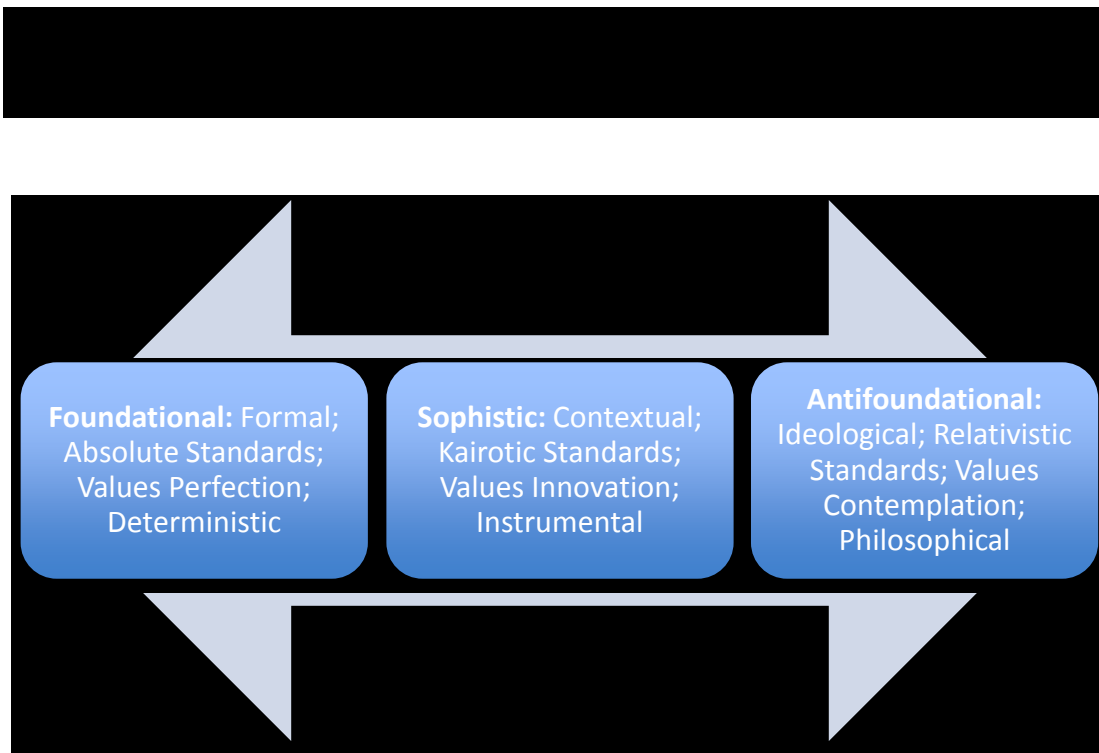 Foundational: Formal;
Absolute Standards;
Values Perfection;
Deterministic
Sophistic: Contextual;
Kairotic Standards;
Values Innovation;
Instrumental
Antifoundational:
Ideological; Relativistic
Standards; Values
Contemplation;
Philosophical